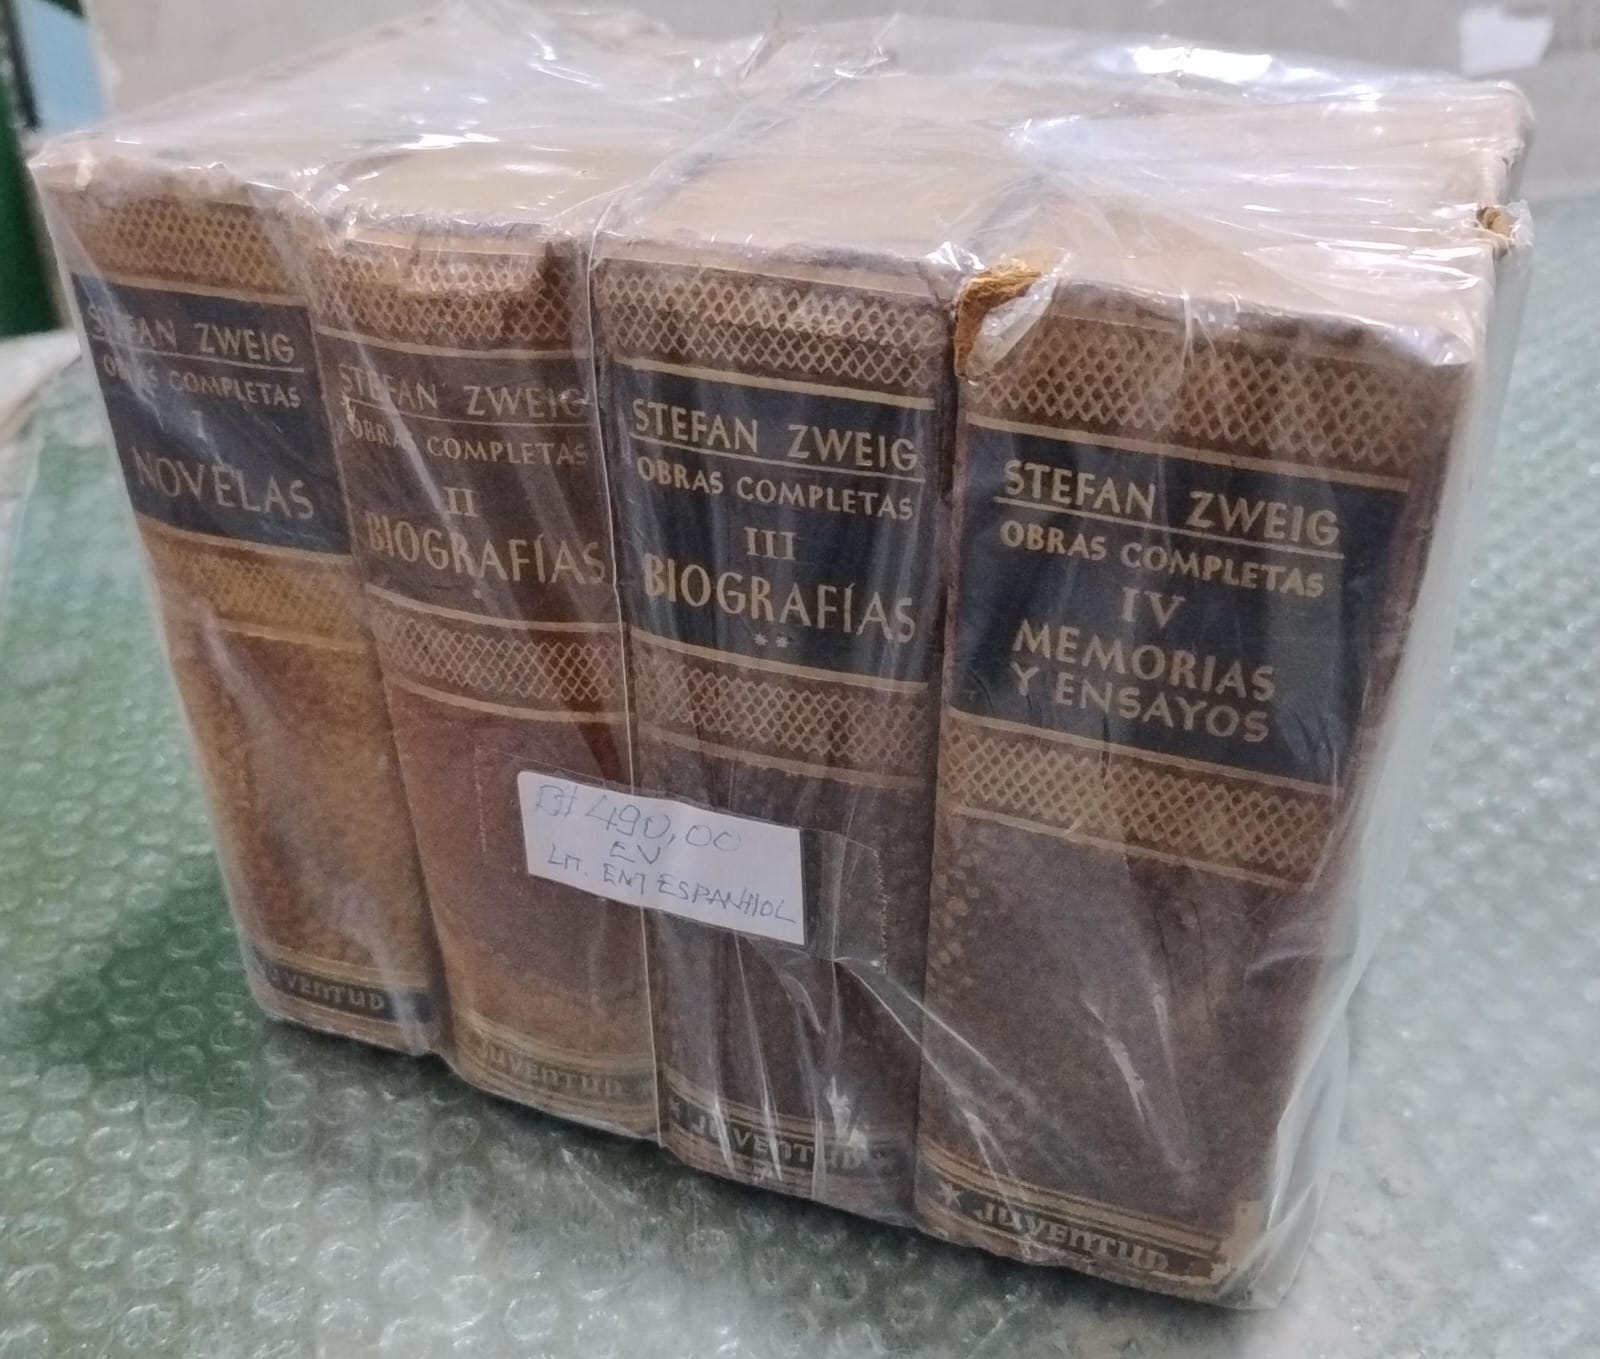 STEFAN ZWEIG
OBRAS COMPLETAS
I
NOVELAS
JUVENTUD
STEFAN ZWEIG
OBRAS COMPLETAS
II
BIOGRAFÍAS
*
JUVENTUD
STEFAN ZWEIG
OBRAS COMPLETAS
III
BIOGRAFÍAS
**
JUVENTUD
STEFAN ZWEIG
OBRAS COMPLETAS
IV
MEMORIAS
Y ENSAYOS
JUVENTUD
R$ 490,00
EV
LIT. EM ESPANHOL